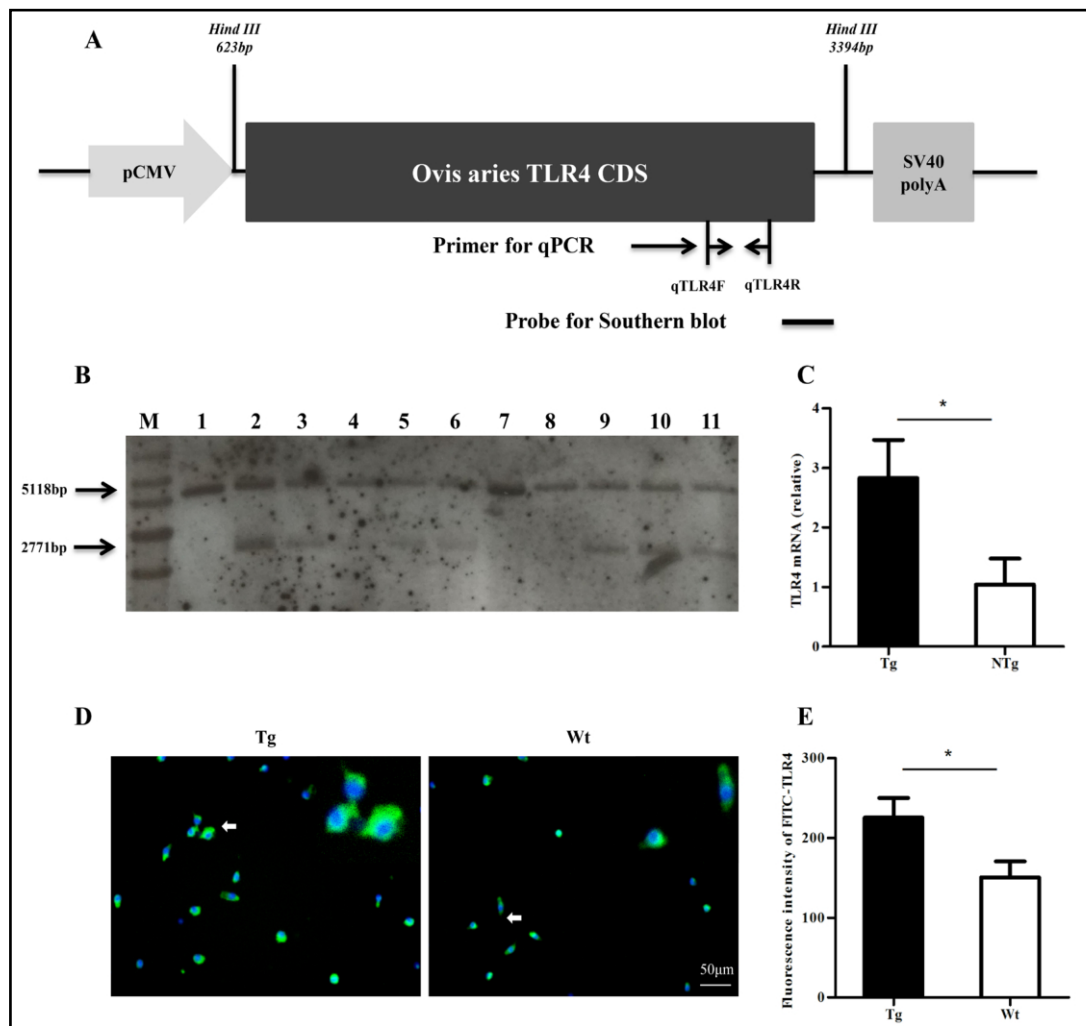 A
Hind III
623bp
Hind III
3394bp
pCMV
Ovis aries TLR4 CDS
SV40
polyA
Primer for qPCR
qTLR4F
qTLR4R
Probe for Southern blot
B
M 1 2 3 4 5 6 7 8 9 10 11
5118bp
2771bp
C
TLR4 mRNA (relative)
4
3
2
1
0
*
Tg
NTg
D
Tg
Wt
50μm
E
Fluorescence intensity of FITC-TLR4
300
200
100
0
*
Tg
Wt